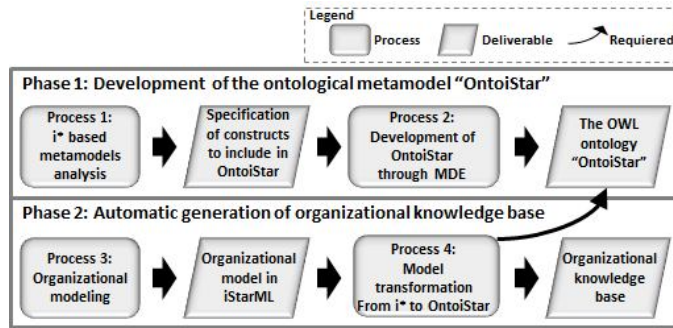 Legend
Process
Deliverable
Requiered
Phase 1: Development of the ontological metamodel “OntoiStar”
Process 1:
i* based
metamodels
analysis
Specification
of constructs
to include in
OntoiStar
Process 2:
Development of
OntoiStar
through MDE
The OWL
ontology
“OntoiStar”
Phase 2: Automatic generation of organizational knowledge base
Process 3:
Organizational
modeling
Organizational
model in
iStarML
Process 4:
Model
transformation
From i* to OntoiStar
Organizational
knowledge
base